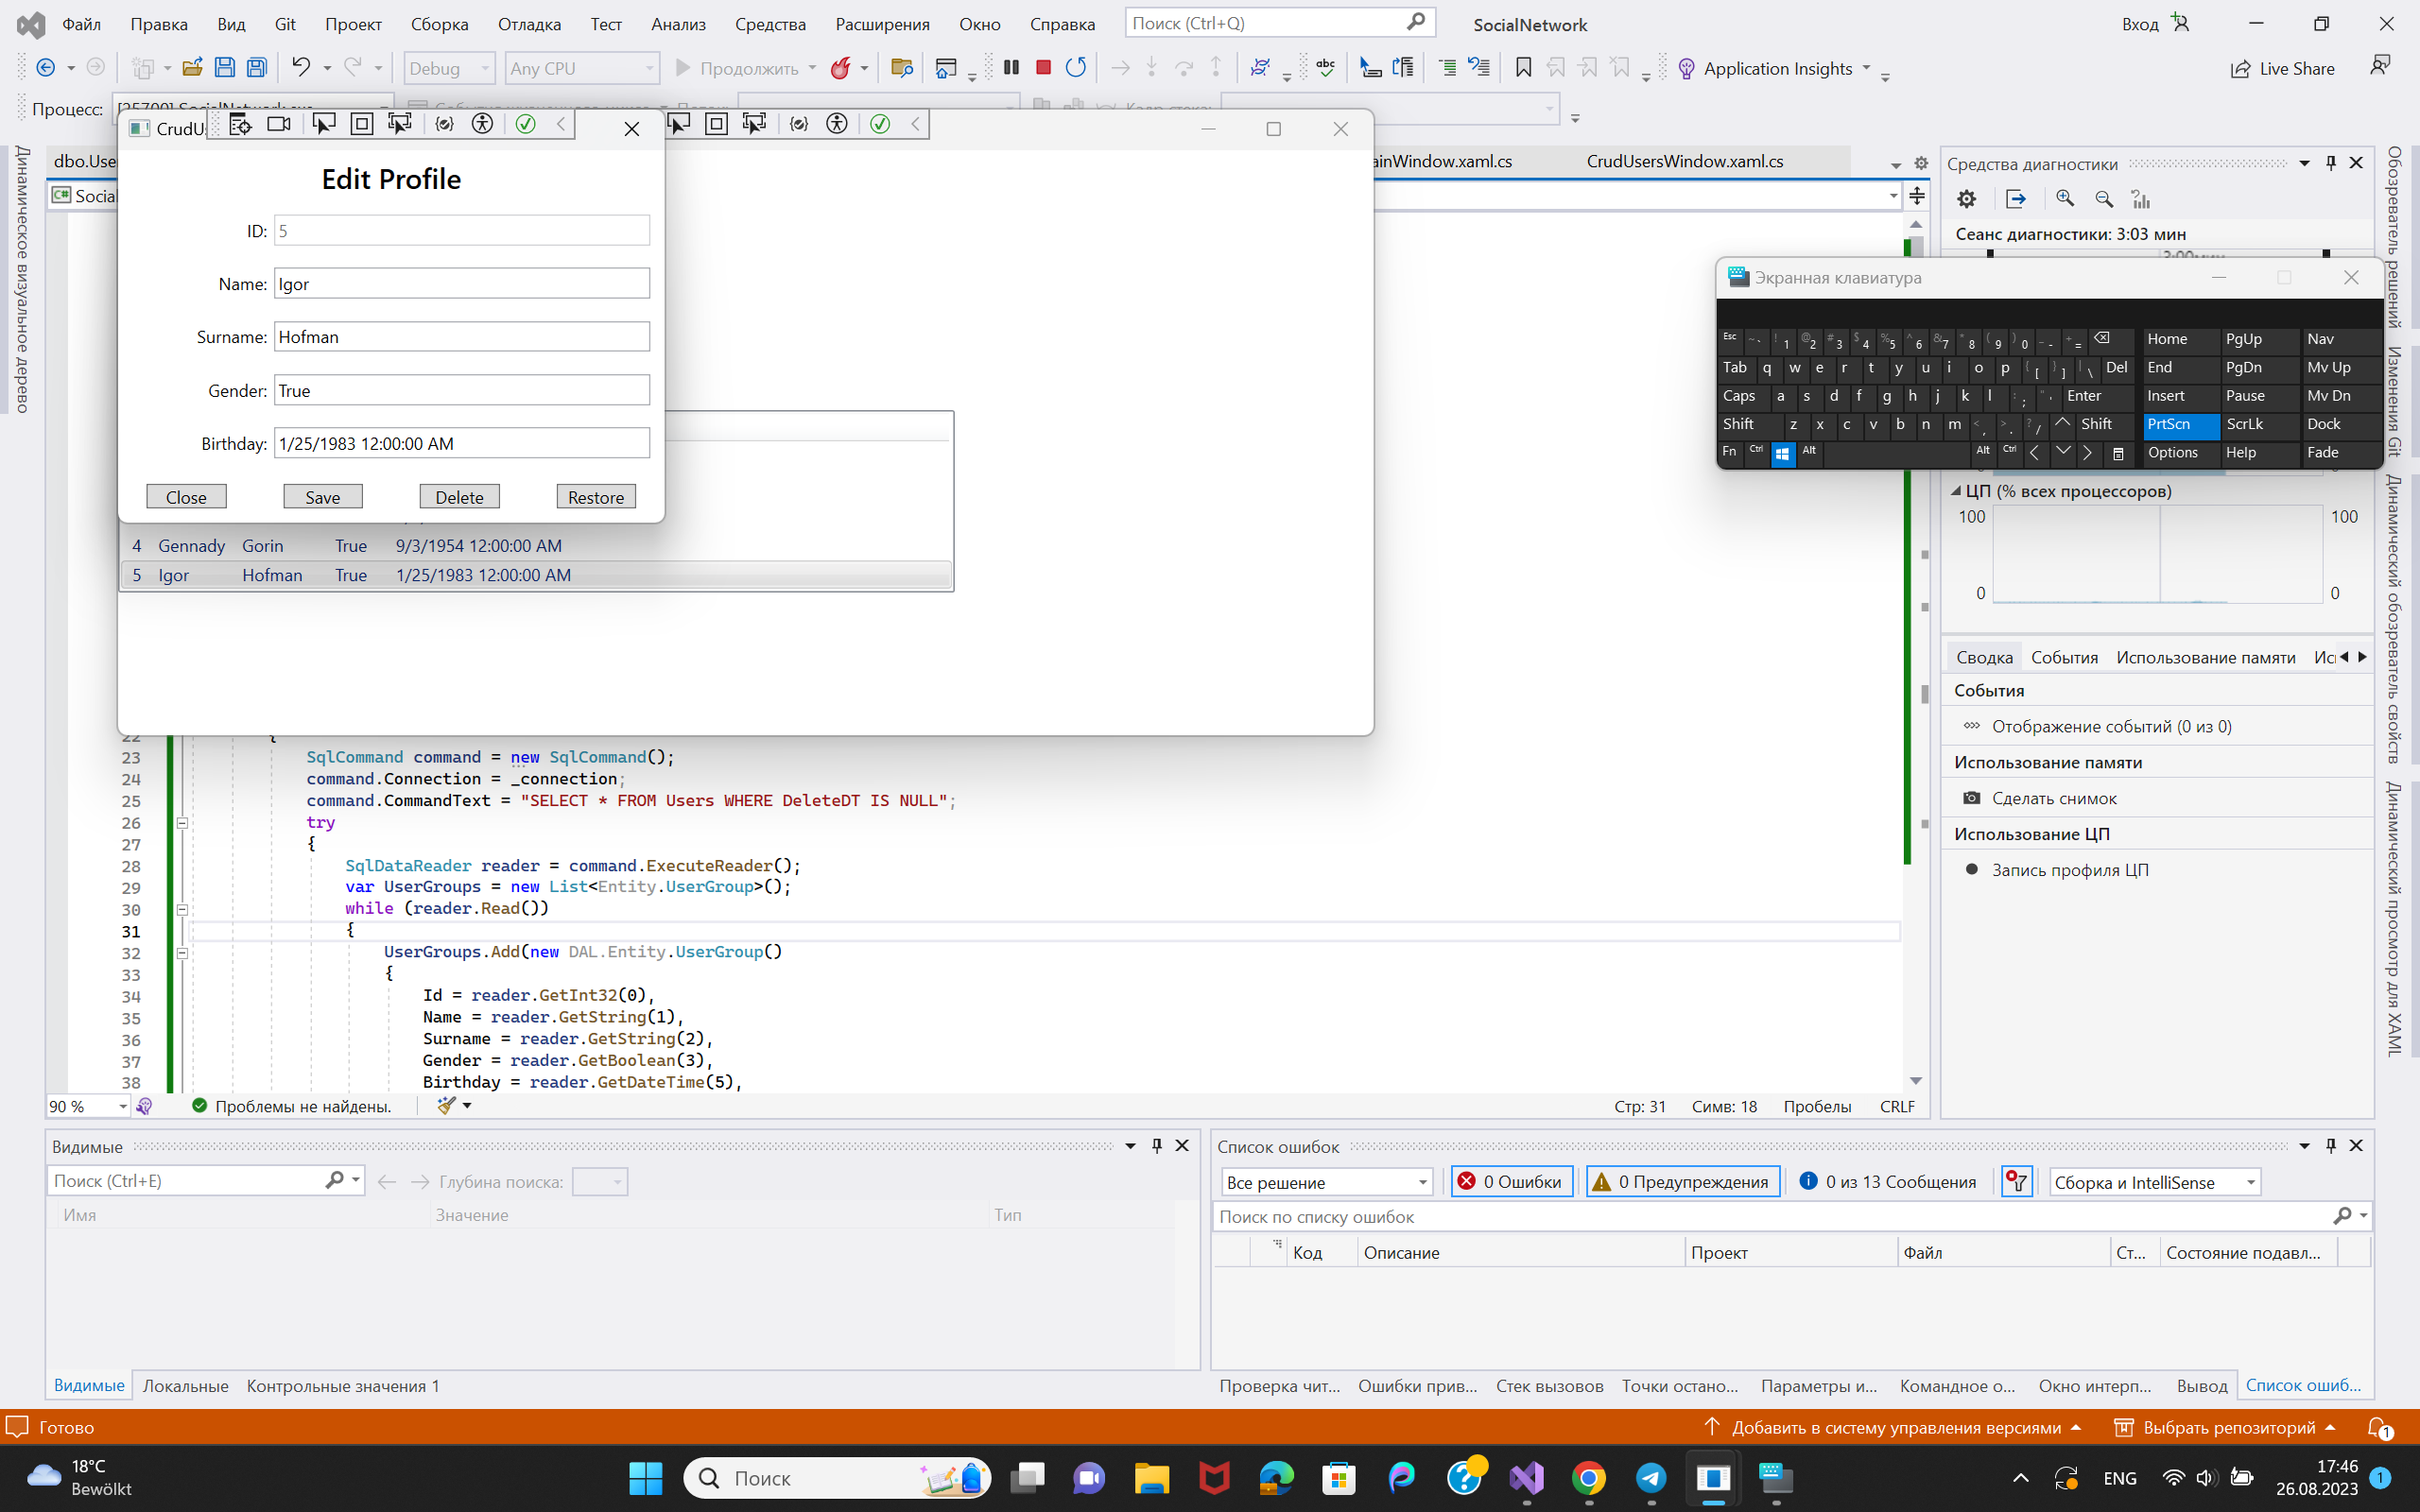 Файл Правка Вид Git Проект Сборка Отладка Тест Анализ Средства Расширения Окно Справка Поиск (Ctrl+Q) SocialNetwork Вход
Debug Any CPU Продолжить Application Insights Live Share
Процесс:
CrudUs
dbo.Use
ainWindow.xaml.cs CrudUsersWindow.xaml.cs
Social
Edit Profile
ID: 5
Name: Igor
Surname: Hofman
Gender: True
Birthday: 1/25/1983 12:00:00 AM
Close Save Delete Restore
4 Gennady Gorin True 9/3/1954 12:00:00 AM
5 Igor Hofman True 1/25/1983 12:00:00 AM
22 {
23 SqlCommand command = new SqlCommand();
24 command.Connection = _connection;
25 command.CommandText = "SELECT * FROM Users WHERE DeleteDT IS NULL";
26 try
27 {
28 SqlDataReader reader = command.ExecuteReader();
29 var UserGroups = new List<Entity.UserGroup>();
30 while (reader.Read())
31 {
32 UserGroups.Add(new DAL.Entity.UserGroup()
33 {
34 Id = reader.GetInt32(0),
35 Name = reader.GetString(1),
36 Surname = reader.GetString(2),
37 Gender = reader.GetBoolean(3),
38 Birthday = reader.GetDateTime(5),
90 % Проблемы не найдены. Стр: 31 Симв: 18 Пробелы CRLF
Динамическое визуальное дерево
Средства диагностики
Сеанс диагностики: 3:03 мин
Экранная клавиатура
Esc ~ ` ! 1 @ 2 # 3 $ 4 % 5 ^ 6 & 7 * 8 ( 9 ) 0 _ - + = Home PgUp Nav
Tab q w e r t y u i o p { [ } ] | \ Del End PgDn Mv Up
Caps a s d f g h j k l : ; " ' Enter Insert Pause Mv Dn
Shift z x c v b n m < , > . ? / Shift PrtScn ScrLk Dock
Fn Ctrl Alt Alt Ctrl Options Help Fade
ЦП (% всех процессоров)
100 100
0 0
Сводка События Использование памяти Исп
События
Отображение событий (0 из 0)
Использование памяти
Сделать снимок
Использование ЦП
Запись профиля ЦП
Обозреватель решений
Изменения Git
Динамический обозреватель свойств
Динамический просмотр для XAML
Видимые
Поиск (Ctrl+E) Глубина поиска:
Имя Значение Тип
Видимые Локальные Контрольные значения 1
Список ошибок
Все решение 0 Ошибки 0 Предупреждения 0 из 13 Сообщения Сборка и IntelliSense
Поиск по списку ошибок
Код Описание Проект Файл Ст... Состояние подавл...
Проверка чит... Ошибки прив... Стек вызовов Точки остано... Параметры и... Командное о... Окно интерп... Вывод Список ошиб...
Готово Добавить в систему управления версиями Выбрать репозиторий 1
18°C
Bewölkt
Поиск
ENG
17:46
26.08.2023
1